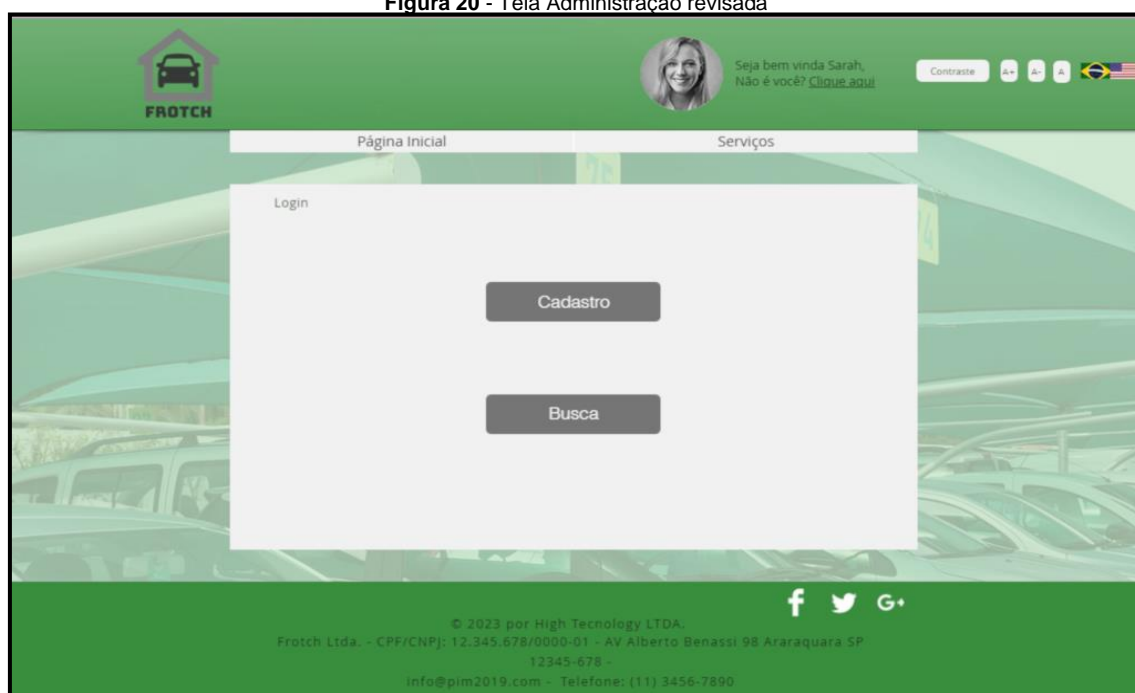 Figura 20 - Tela Administração revisada
FROTCH
Seja bem vinda Sarah,
Não é você? Clique aqui
Contraste A+ A- A
Página Inicial Serviços
75
74
Login
Cadastro
Busca
f G+
© 2023 por High Tecnology LTDA.
Frotch Ltda. - CPF/CNPJ: 12.345.678/0000-01 - AV Alberto Benassi 98 Araraquara SP
12345-678 -
info@pim2019.com - Telefone: (11) 3456-7890